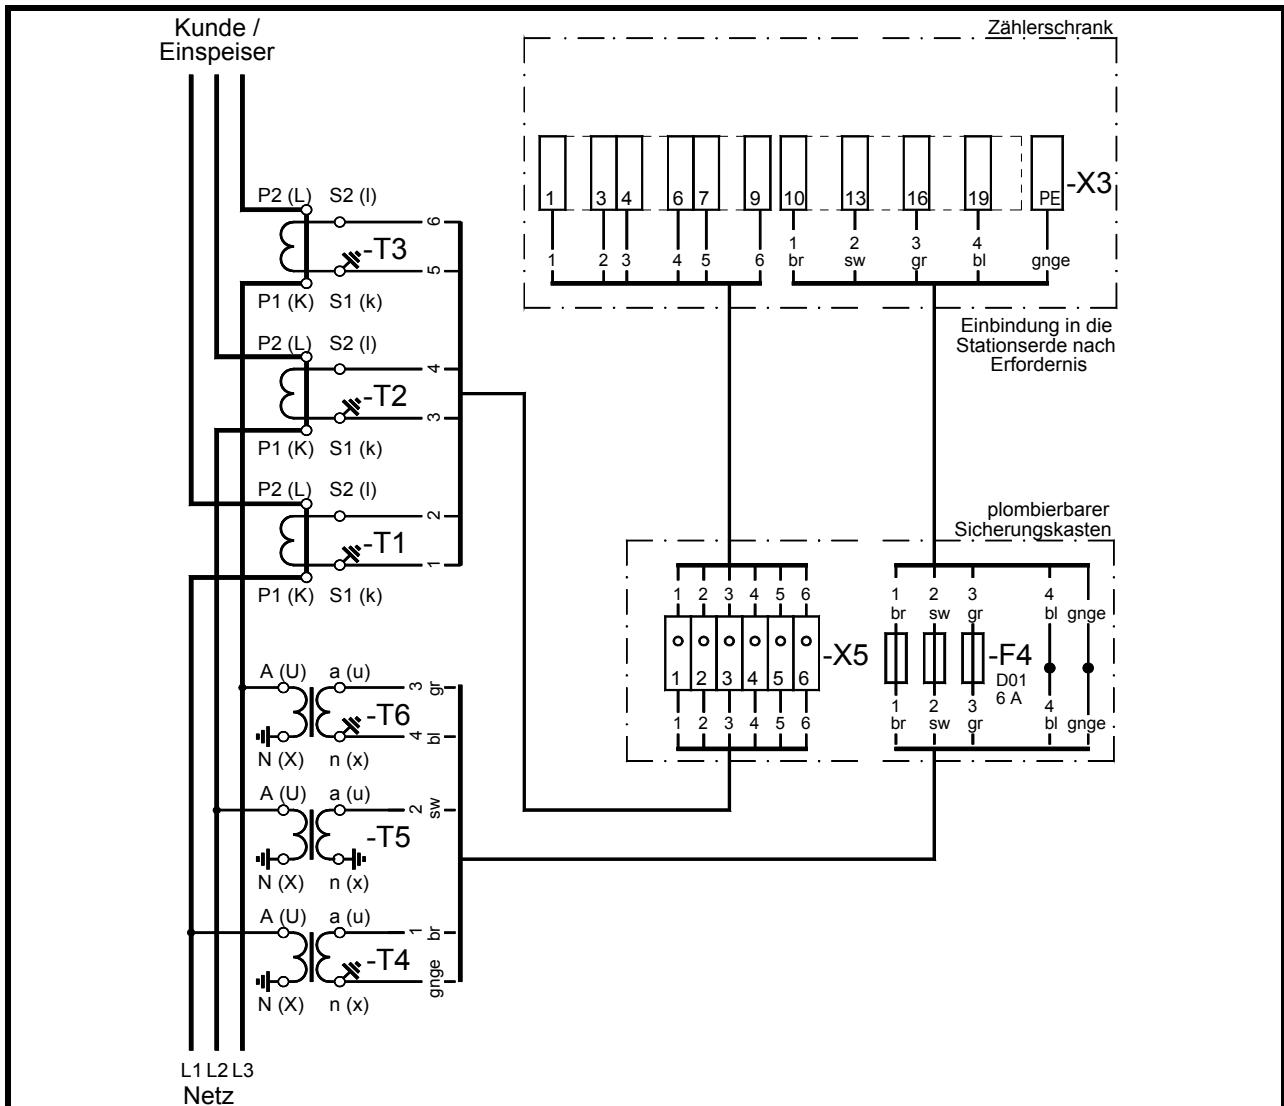 Kunde /
Einspeiser
Zählerschrank
1 3 4 6 7 9 10 13 16 19 PE
-X3
1 2 3 4
1 2 3 4 5 6 br sw gr bl gnge
Einbindung in die
Stationserde nach
Erfordernis
P2 (L) S2 (l)
6
-T3
5
P1 (K) S1 (k)
P2 (L) S2 (l)
4
-T2
3
P1 (K) S1 (k)
P2 (L) S2 (l)
2
-T1
1
P1 (K) S1 (k)
plombierbarer
Sicherungskasten
1 2 3 4 5 6
1 2 3 4
br sw gr bl gnge
-X5
1 2 3 4 5 6
-F4
D01
6 A
1 2 3 4 5 6
1 2 3 4
br sw gr bl gnge
A (U) a (u)
3 gr
-T6
4 bl
N (X) n (x)
A (U) a (u)
2 sw
-T5
N (X) n (x)
A (U) a (u)
1 br
-T4
gnge
N (X) n (x)
L1 L2 L3
Netz